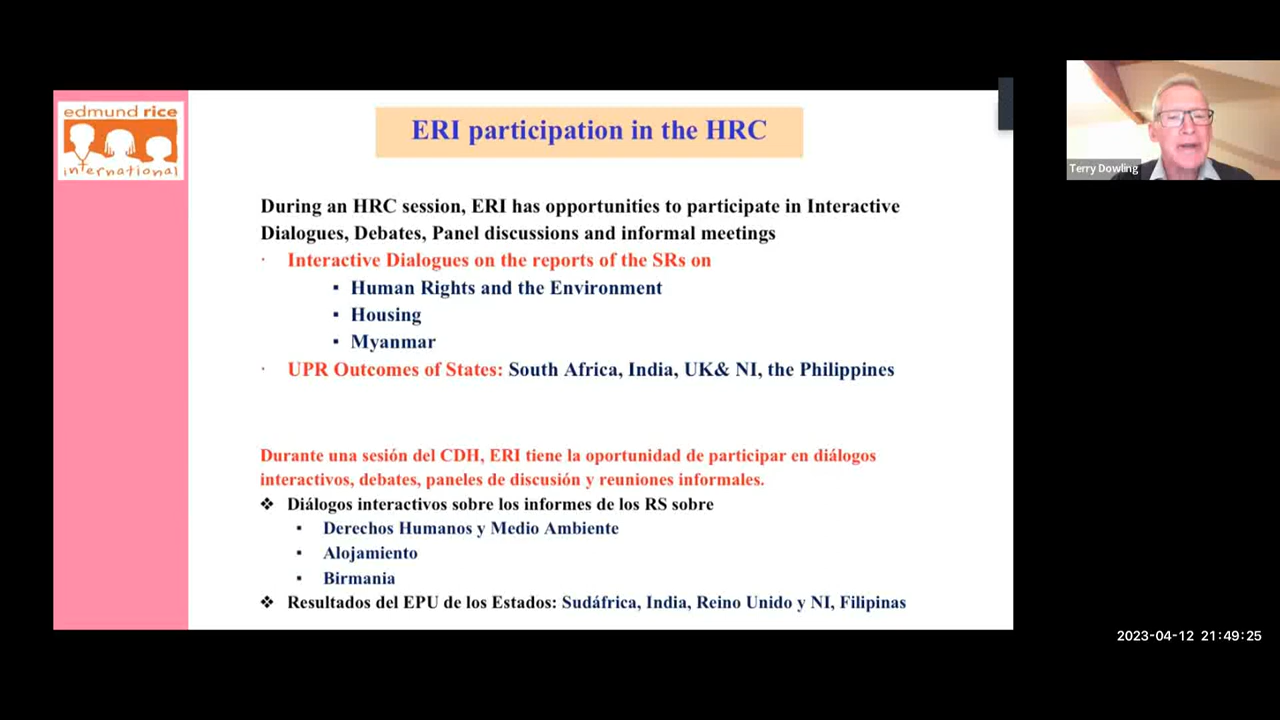 edmund rice
international
ERI participation in the HRC
During an HRC session, ERI has opportunities to participate in Interactive
Dialogues, Debates, Panel discussions and informal meetings
· Interactive Dialogues on the reports of the SRs on
▪ Human Rights and the Environment
▪ Housing
▪ Myanmar
· UPR Outcomes of States: South Africa, India, UK& NI, the Philippines
Durante una sesión del CDH, ERI tiene la oportunidad de participar en diálogos
interactivos, debates, paneles de discusión y reuniones informales.
❖ Diálogos interactivos sobre los informes de los RS sobre
▪ Derechos Humanos y Medio Ambiente
▪ Alojamiento
▪ Birmania
❖ Resultados del EPU de los Estados: Sudáfrica, India, Reino Unido y NI, Filipinas
Terry Dowling
2023-04-12 21:49:25